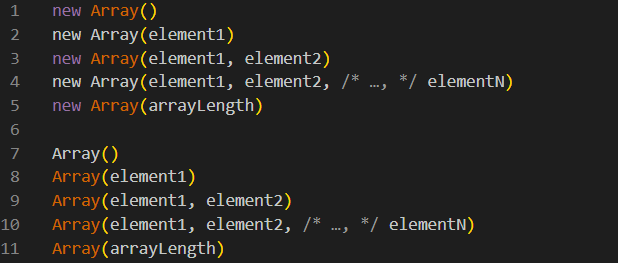 1 new Array()
2 new Array(element1)
3 new Array(element1, element2)
4 new Array(element1, element2, /* …, */ elementN)
5 new Array(arrayLength)
6
7 Array()
8 Array(element1)
9 Array(element1, element2)
10 Array(element1, element2, /* …, */ elementN)
11 Array(arrayLength)